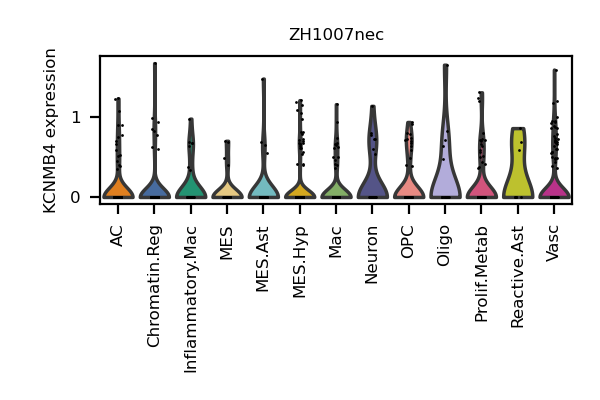 ZH1007nec
KCNMB4 expression
1
0
AC
Chromatin.Reg
Inflammatory.Mac
MES
MES.Ast
MES.Hyp
Mac
Neuron
OPC
Oligo
Prolif.Metab
Reactive.Ast
Vasc